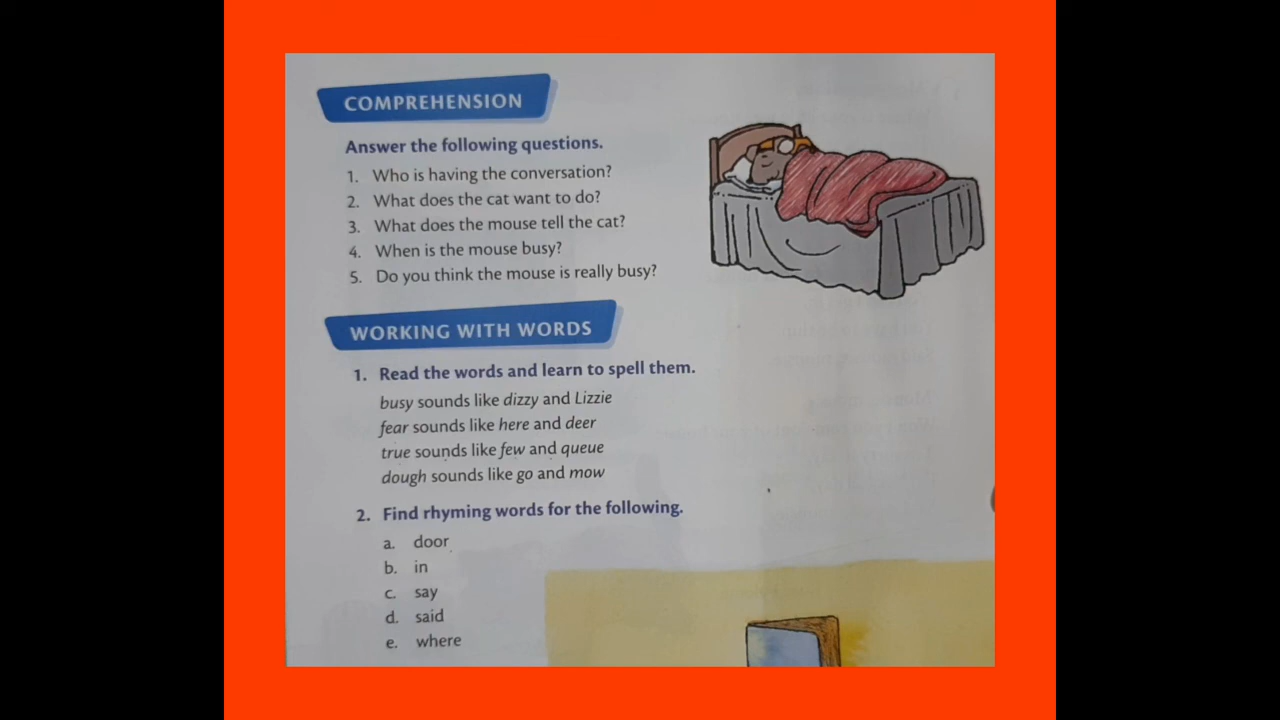 COMPREHENSION
Answer the following questions.
1. Who is having the conversation?
2. What does the cat want to do?
3. What does the mouse tell the cat?
4. When is the mouse busy?
5. Do you think the mouse is really busy?
WORKING WITH WORDS
1. Read the words and learn to spell them.
busy sounds like dizzy and Lizzie
fear sounds like here and deer
true sounds like few and queue
dough sounds like go and mow
2. Find rhyming words for the following.
a. door
b. in
c. say
d. said
e. where